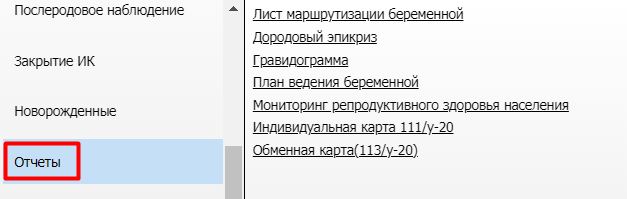 Послеродовое наблюдение
Закрытие ИК
Новорожденные
Отчеты
Лист маршрутизации беременной
Дородовый эпикриз
Гравидограмма
План ведения беременной
Мониторинг репродуктивного здоровья населения
Индивидуальная карта 111/у-20
Обменная карта(113/у-20)